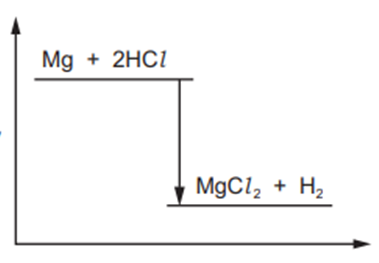 Mg + 2HCl
MgCl₂ + H₂